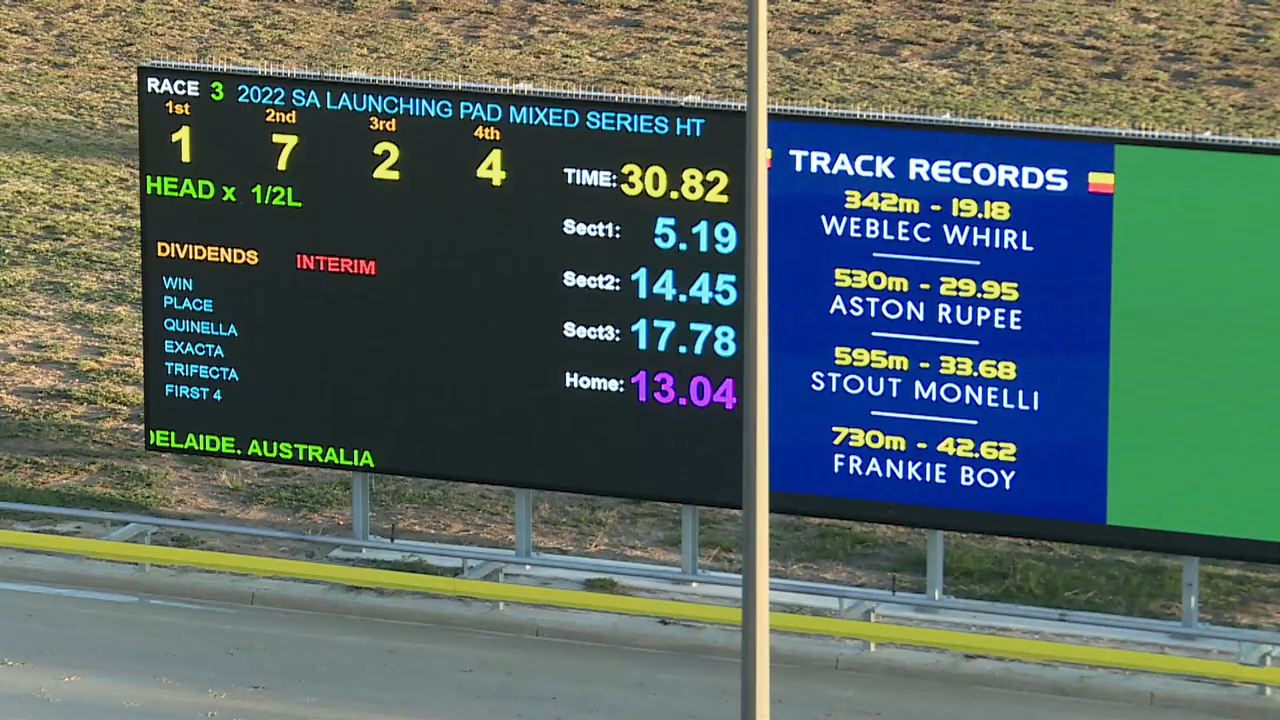 RACE 3 2022 SA LAUNCHING PAD MIXED SERIES HT
1st 2nd 3rd 4th
1 7 2 4
HEAD x 1/2L
TIME: 30.82
Sect1: 5.19
Sect2: 14.45
Sect3: 17.78
Home: 13.04
DIVIDENDS INTERIM
WIN
PLACE
QUINELLA
EXACTA
TRIFECTA
FIRST 4
DELAIDE, AUSTRALIA
TRACK RECORDS
342m - 19.18
WEBLEC WHIRL
530m - 29.95
ASTON RUPEE
595m - 33.68
STOUT MONELLI
730m - 42.62
FRANKIE BOY